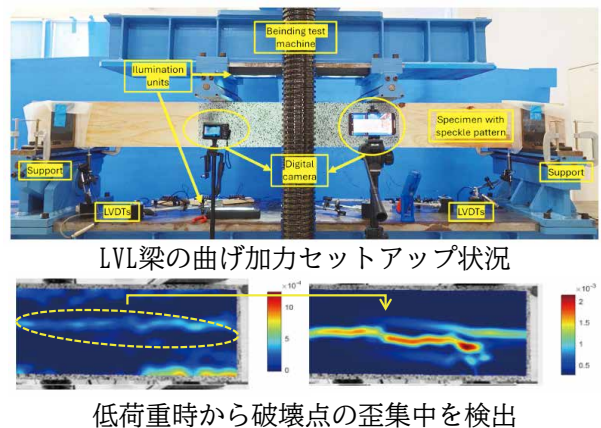 Beinding test
machine
Ilumination
units
Specimen with
speckle pattern
Digital
camera
Support
Support
LVDTs
LVDTs
LVL梁の曲げ加力セットアップ状況
×10⁻⁴
10
5
0
×10⁻³
2
1.5
1
0.5
低荷重時から破壊点の歪集中を検出